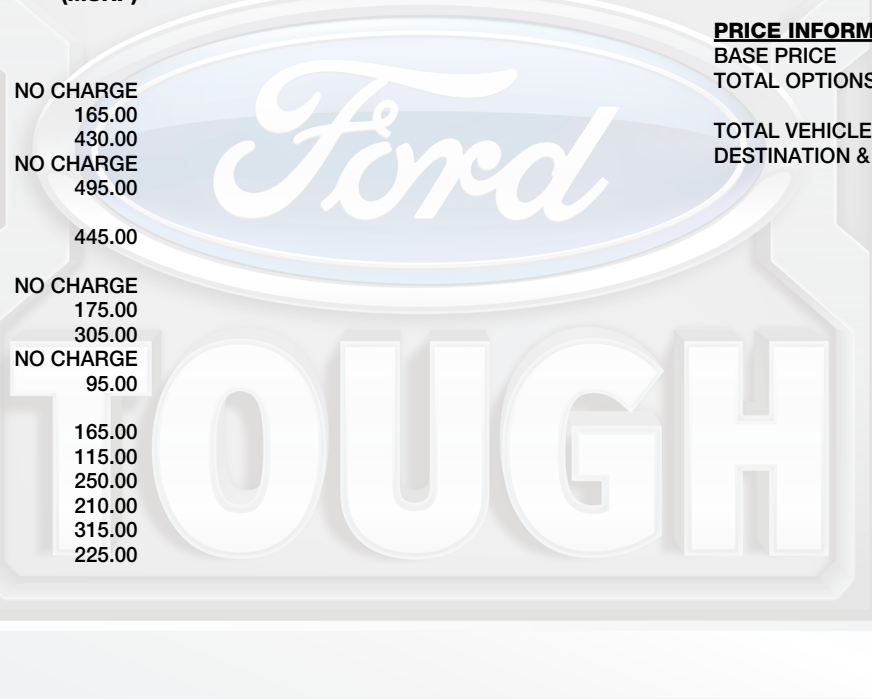 NO CHARGE
165.00
430.00
NO CHARGE
495.00
445.00
NO CHARGE
175.00
305.00
NO CHARGE
95.00
165.00
115.00
250.00
210.00
315.00
225.00
PRICE INFORM
BASE PRICE
TOTAL OPTIONS
TOTAL VEHICLE
DESTINATION &
Ford
TOUGH